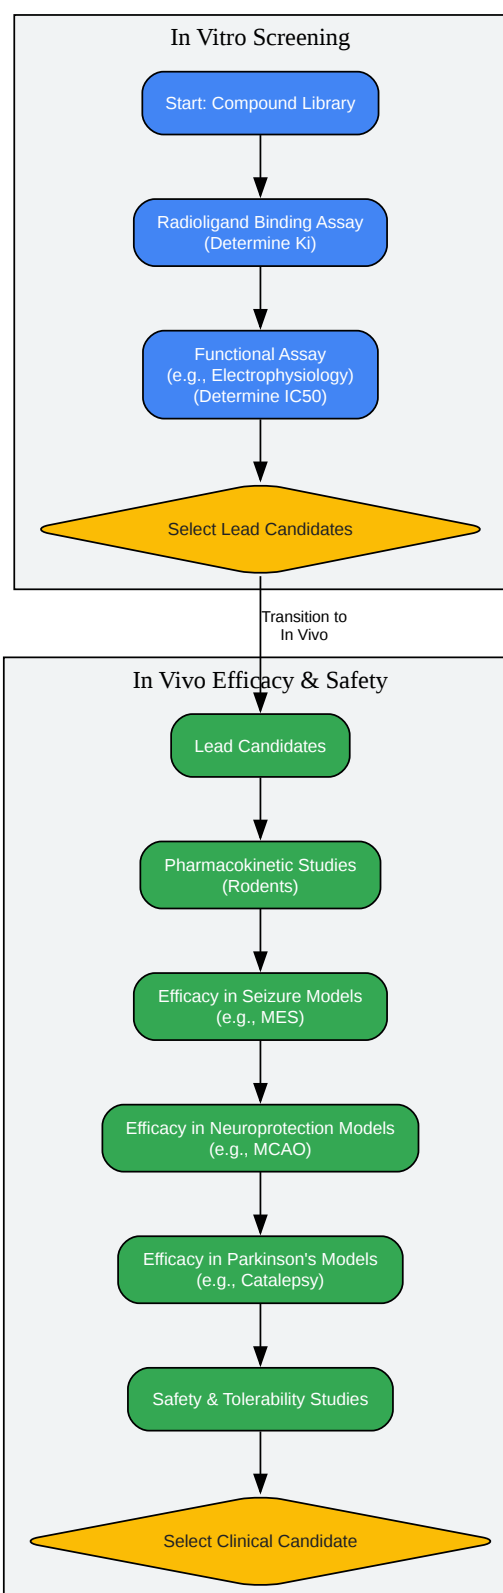 In Vitro Screening
Start: Compound Library
Radioligand Binding Assay
(Determine Ki)
Functional Assay
(e.g., Electrophysiology)
(Determine IC50)
Select Lead Candidates
Transition to
In Vivo
In Vivo Efficacy & Safety
Lead Candidates
Pharmacokinetic Studies
(Rodents)
Efficacy in Seizure Models
(e.g., MES)
Efficacy in Neuroprotection Models
(e.g., MCAO)
Efficacy in Parkinson's Models
(e.g., Catalepsy)
Safety & Tolerability Studies
Select Clinical Candidate